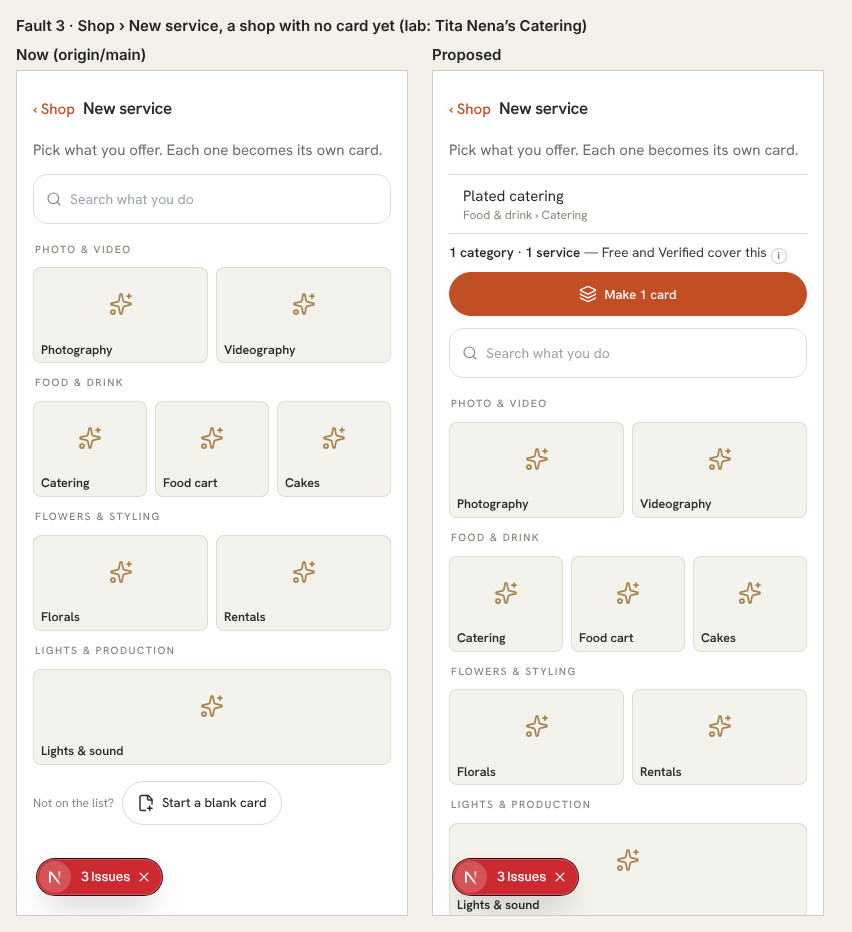 Fault 3 · Shop › New service, a shop with no card yet (lab: Tita Nena’s Catering)
Now (origin/main)
‹ Shop New service
Pick what you offer. Each one becomes its own card.
Search what you do
PHOTO & VIDEO
Photography Videography
FOOD & DRINK
Catering Food cart Cakes
FLOWERS & STYLING
Florals Rentals
LIGHTS & PRODUCTION
Lights & sound
Not on the list? Start a blank card
N 3 Issues
Proposed
‹ Shop New service
Pick what you offer. Each one becomes its own card.
Plated catering
Food & drink › Catering
1 category · 1 service — Free and Verified cover this i
Make 1 card
Search what you do
PHOTO & VIDEO
Photography Videography
FOOD & DRINK
Catering Food cart Cakes
FLOWERS & STYLING
Florals Rentals
LIGHTS & PRODUCTION
N 3 Issues
Lights & sound